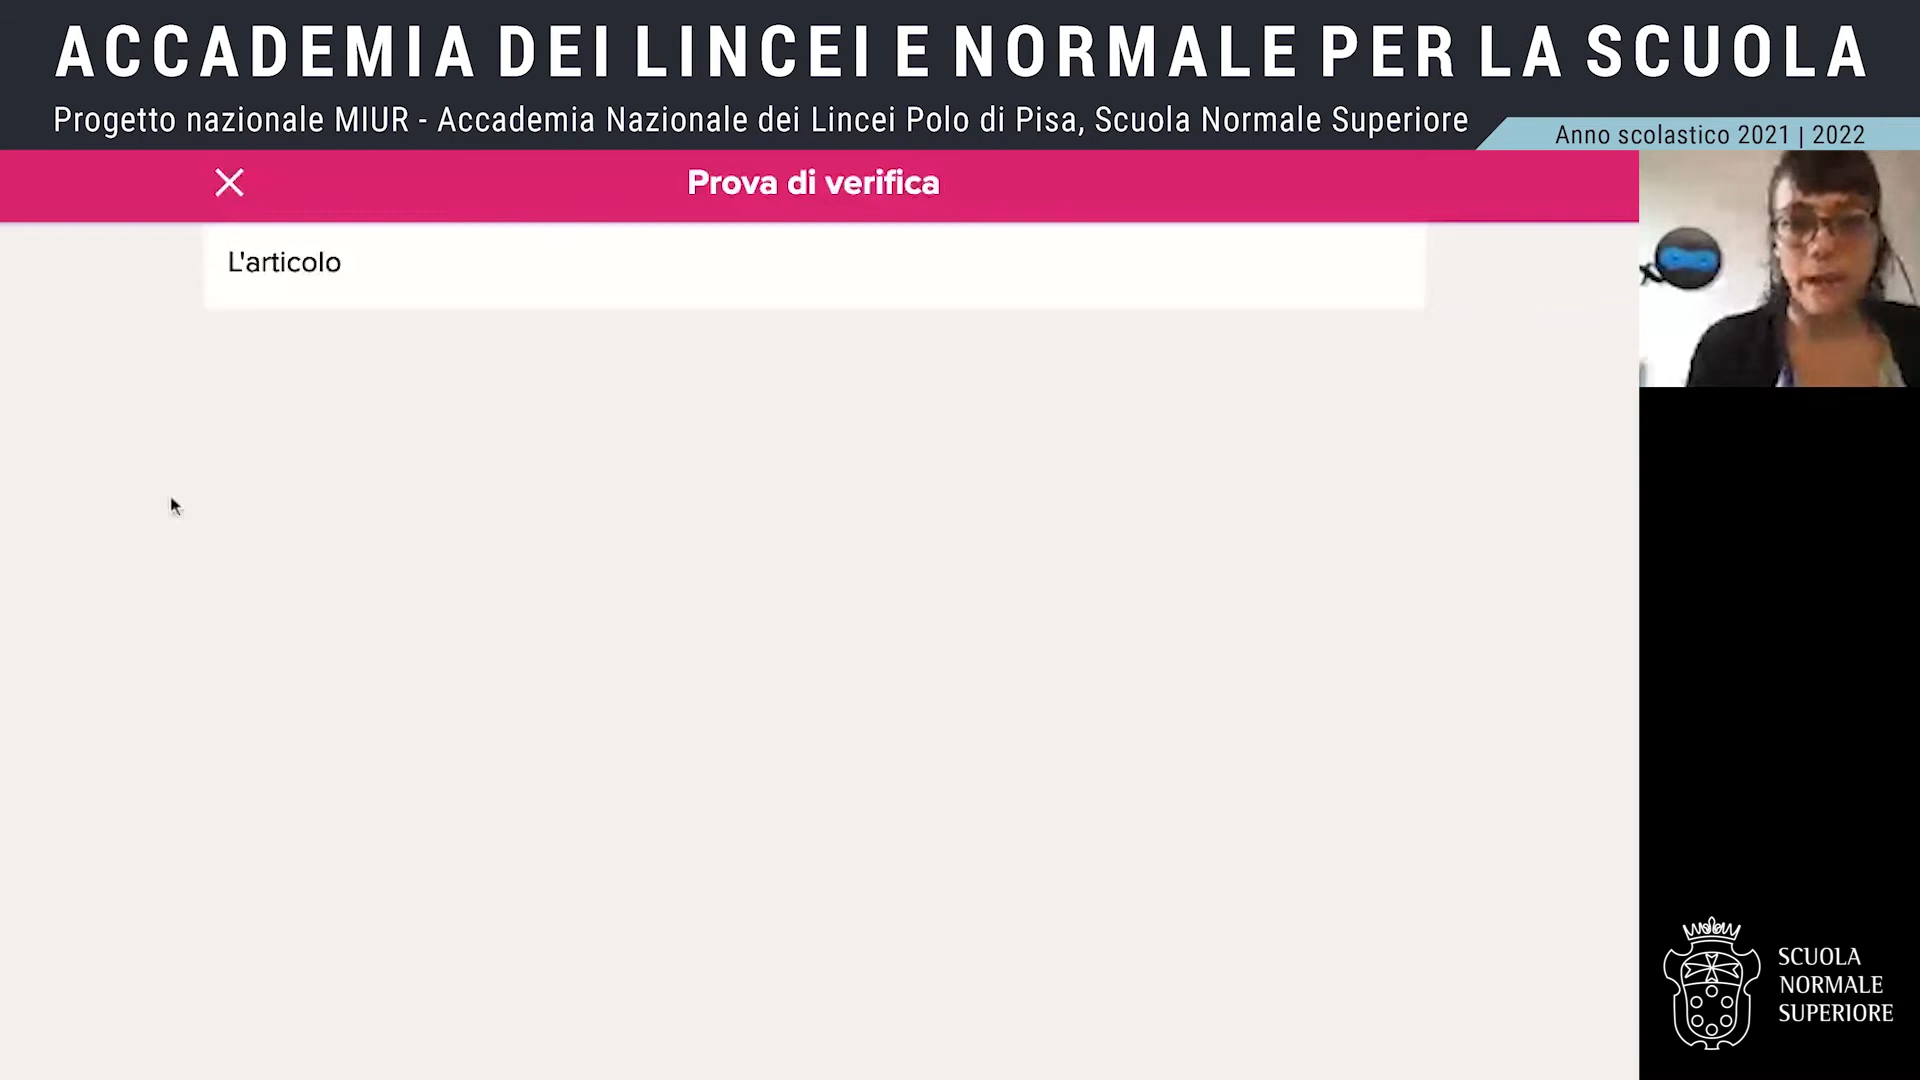 ACCADEMIA DEI LINCEI E NORMALE PER LA SCUOLA
Progetto nazionale MIUR - Accademia Nazionale dei Lincei Polo di Pisa, Scuola Normale Superiore
Anno scolastico 2021 | 2022
Prova di verifica
L'articolo
SCUOLA
NORMALE
SUPERIORE